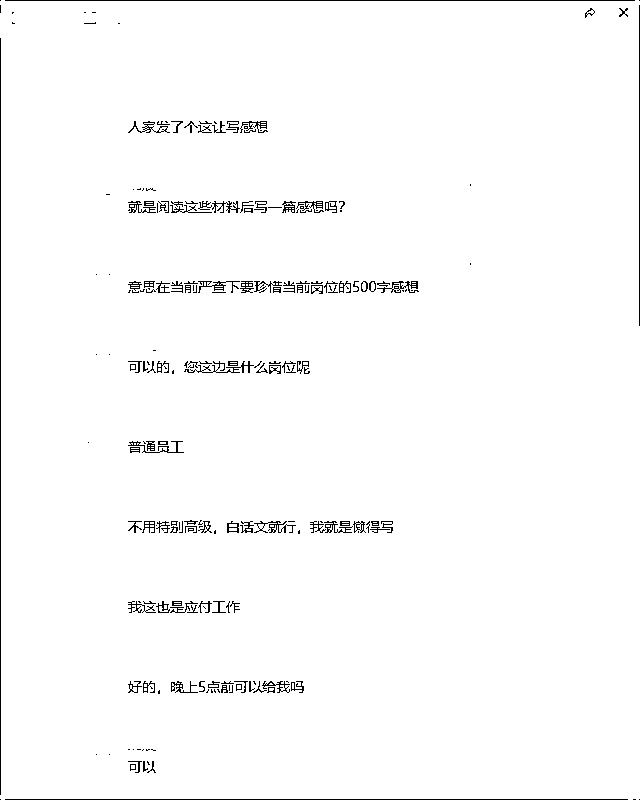 人家发了个这让写感想
就是阅读这些材料后写一篇感想吗?
意思在当前严查下要珍惜当前岗位的500字感想
可以的，您这边是什么岗位呢
普通员工
不用特别高级，白话文就行，我就是懒得写
我这也是应付工作
好的，晚上5点前可以给我吗
可以